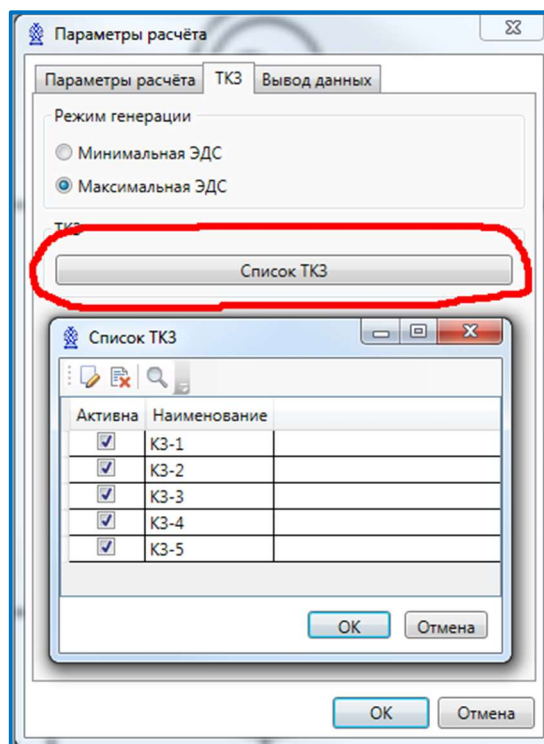 Параметры расчёта
Параметры расчёта ТКЗ Вывод данных
Режим генерации
Минимальная ЭДС
Максимальная ЭДС
ТКЗ
Список ТКЗ
Список ТКЗ
Активна Наименование
КЗ-1
КЗ-2
КЗ-3
КЗ-4
КЗ-5
ОК Отмена
ОК Отмена